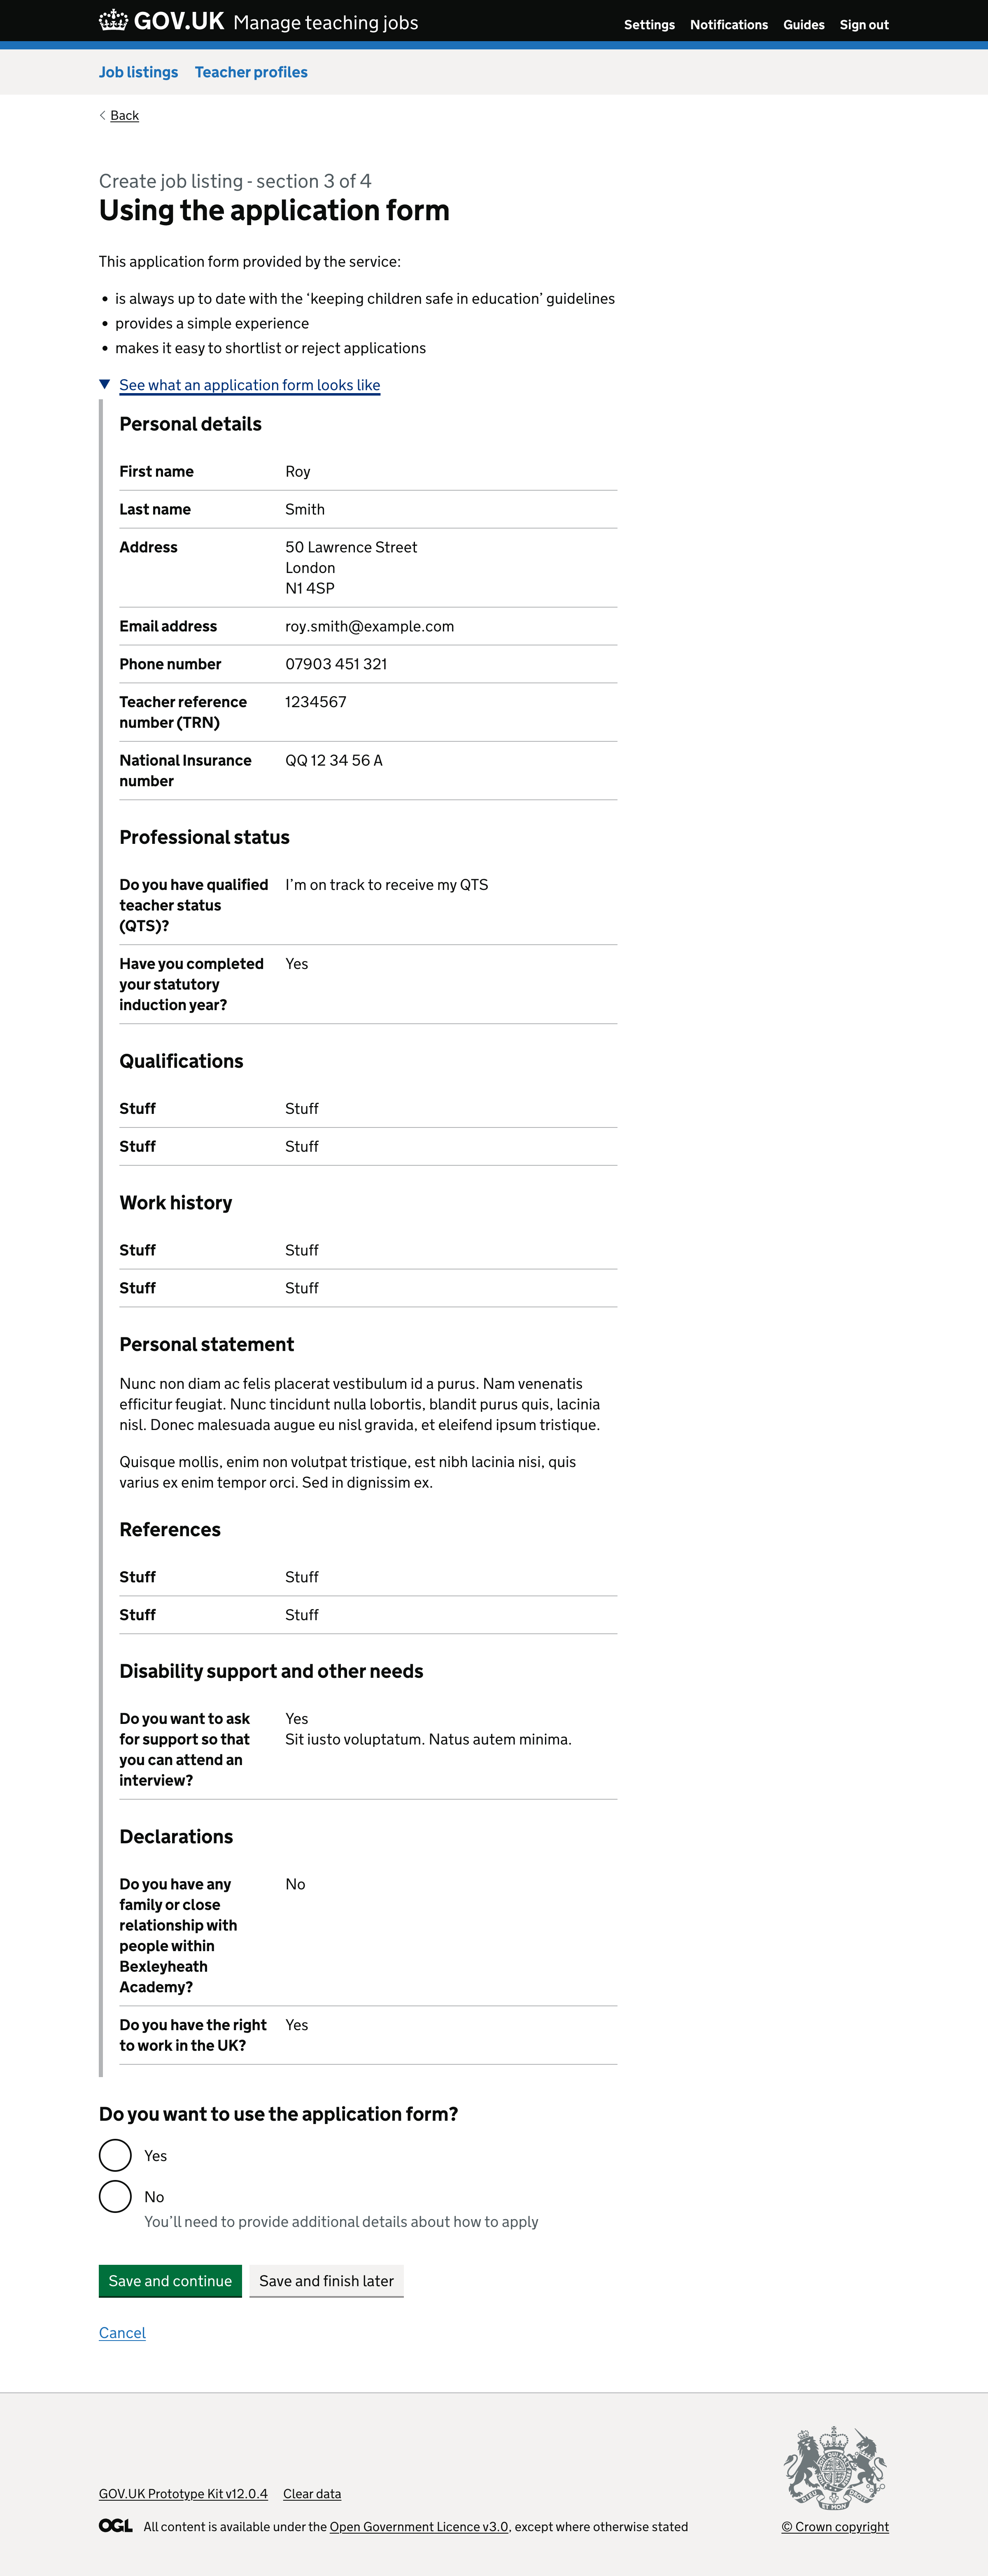 GOV.UK Manage teaching jobs
Settings Notifications Guides Sign out
Job listings Teacher profiles
Back
Create job listing - section 3 of 4
Using the application form
This application form provided by the service:
• is always up to date with the ‘keeping children safe in education’ guidelines
• provides a simple experience
• makes it easy to shortlist or reject applications
See what an application form looks like
Personal details
First name Roy
Last name Smith
Address 50 Lawrence Street
London
N1 4SP
Email address roy.smith@example.com
Phone number 07903 451 321
Teacher reference 1234567
number (TRN)
National Insurance QQ 12 34 56 A
number
Professional status
Do you have qualified I’m on track to receive my QTS
teacher status
(QTS)?
Have you completed Yes
your statutory
induction year?
Qualifications
Stuff Stuff
Stuff Stuff
Work history
Stuff Stuff
Stuff Stuff
Personal statement
Nunc non diam ac felis placerat vestibulum id a purus. Nam venenatis
efficitur feugiat. Nunc tincidunt nulla lobortis, blandit purus quis, lacinia
nisl. Donec malesuada augue eu nisl gravida, et eleifend ipsum tristique.
Quisque mollis, enim non volutpat tristique, est nibh lacinia nisi, quis
varius ex enim tempor orci. Sed in dignissim ex.
References
Stuff Stuff
Stuff Stuff
Disability support and other needs
Do you want to ask Yes
for support so that Sit iusto voluptatum. Natus autem minima.
you can attend an
interview?
Declarations
Do you have any No
family or close
relationship with
people within
Bexleyheath
Academy?
Do you have the right Yes
to work in the UK?
Do you want to use the application form?
Yes
No
You’ll need to provide additional details about how to apply
Save and continue Save and finish later
Cancel
GOV.UK Prototype Kit v12.0.4 Clear data
OGL All content is available under the Open Government Licence v3.0, except where otherwise stated
© Crown copyright